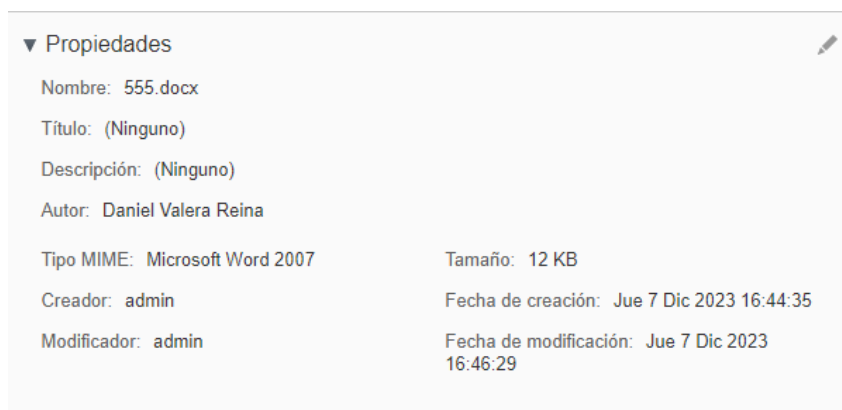 Propiedades
Nombre: 555.docx
Título: (Ninguno)
Descripción: (Ninguno)
Autor: Daniel Valera Reina
Tipo MIME: Microsoft Word 2007
Tamaño: 12 KB
Creador: admin
Fecha de creación: Jue 7 Dic 2023 16:44:35
Modificador: admin
Fecha de modificación: Jue 7 Dic 2023
16:46:29